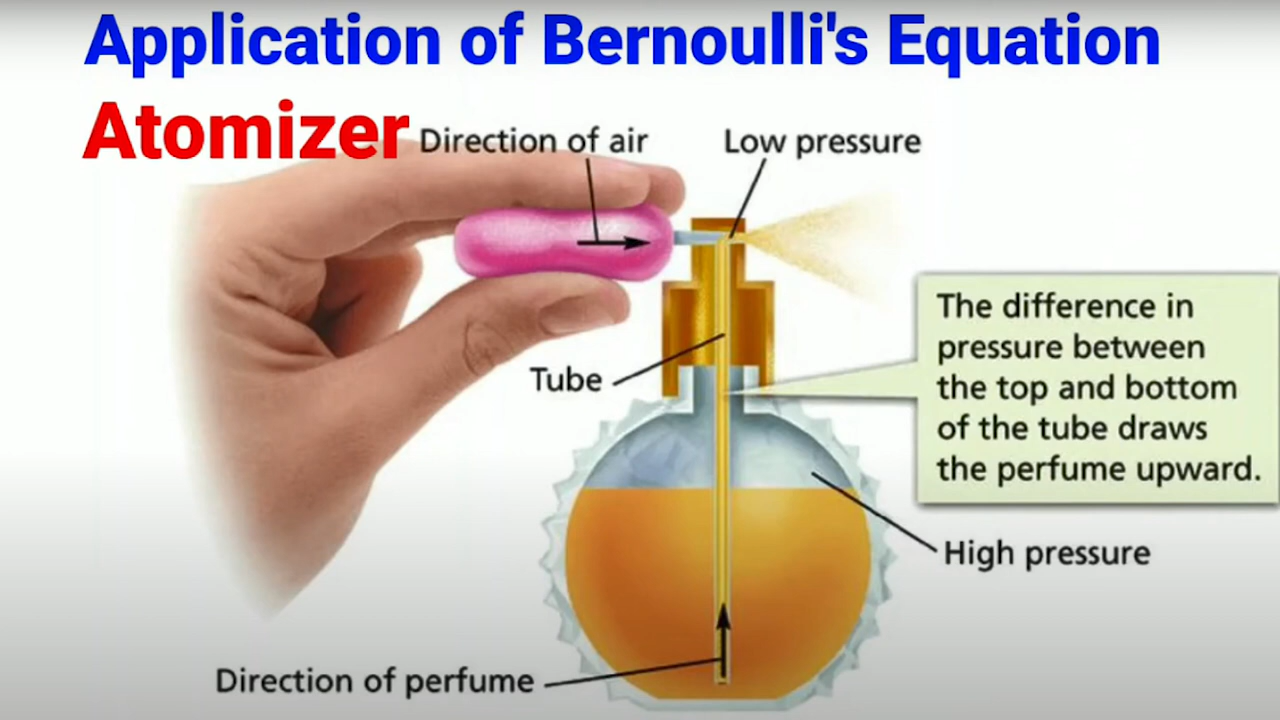 Application of Bernoulli's Equation
Atomizer
Direction of air
Low pressure
The difference in
pressure between
the top and bottom
of the tube draws
the perfume upward.
Tube
High pressure
Direction of perfume